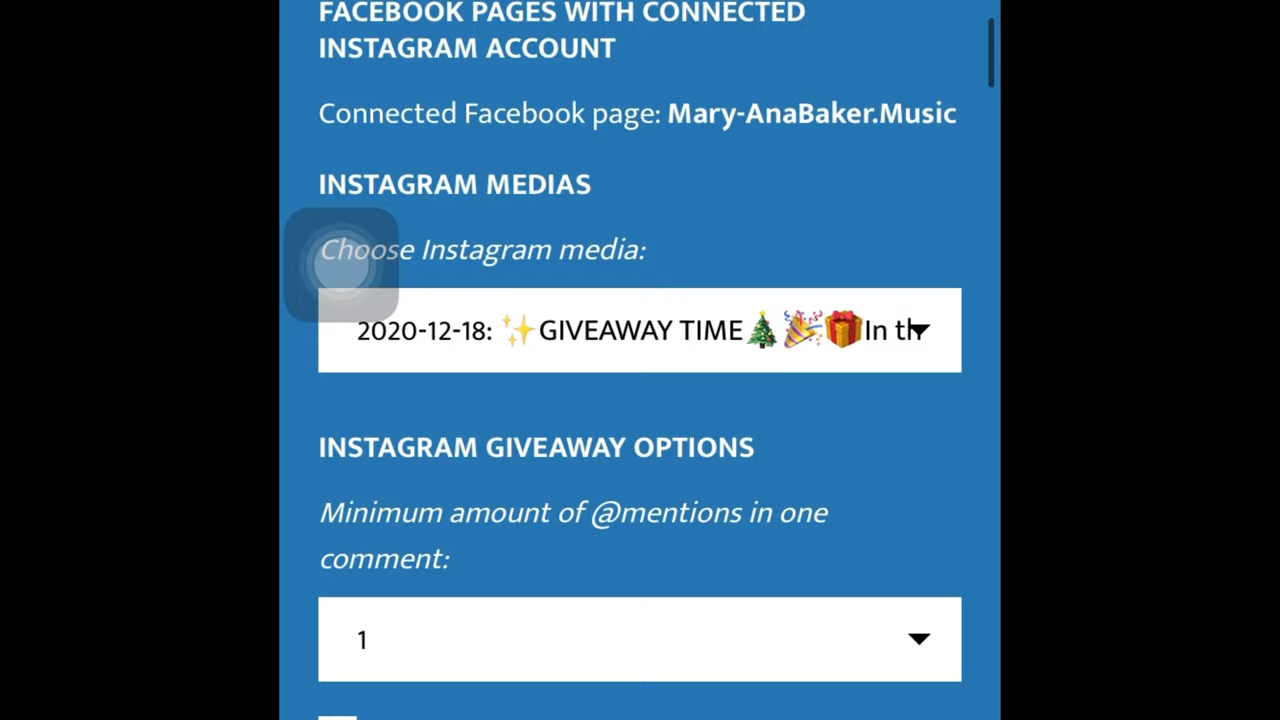 FACEBOOK PAGES WITH CONNECTED
INSTAGRAM ACCOUNT
Connected Facebook page: Mary-AnaBaker.Music
INSTAGRAM MEDIAS
Choose Instagram media:
2020-12-18: ✨GIVEAWAY TIME🎄🎉🎁In th
INSTAGRAM GIVEAWAY OPTIONS
Minimum amount of @mentions in one
comment:
1